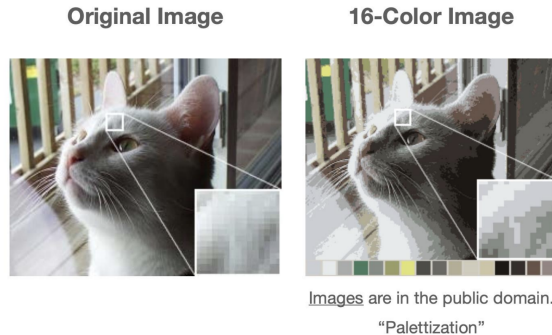 Original Image
16-Color Image
Images are in the public domain.
“Palettization”